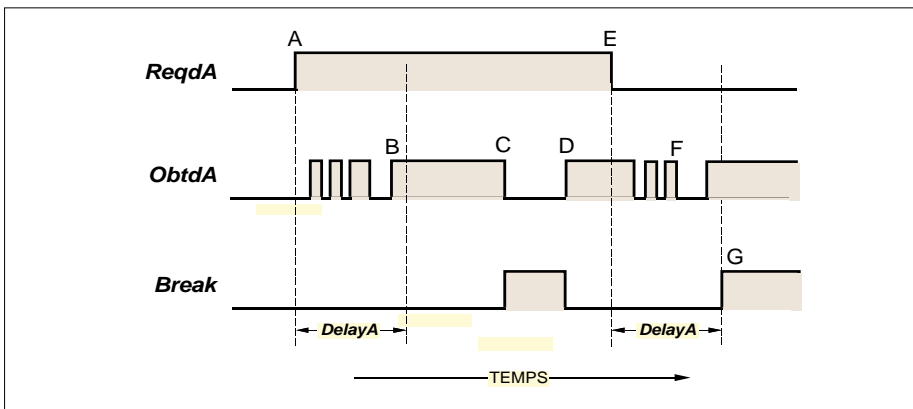 A E
ReqdA
B C D F
ObtdA
G
Break
DelayA DelayA
TEMPS